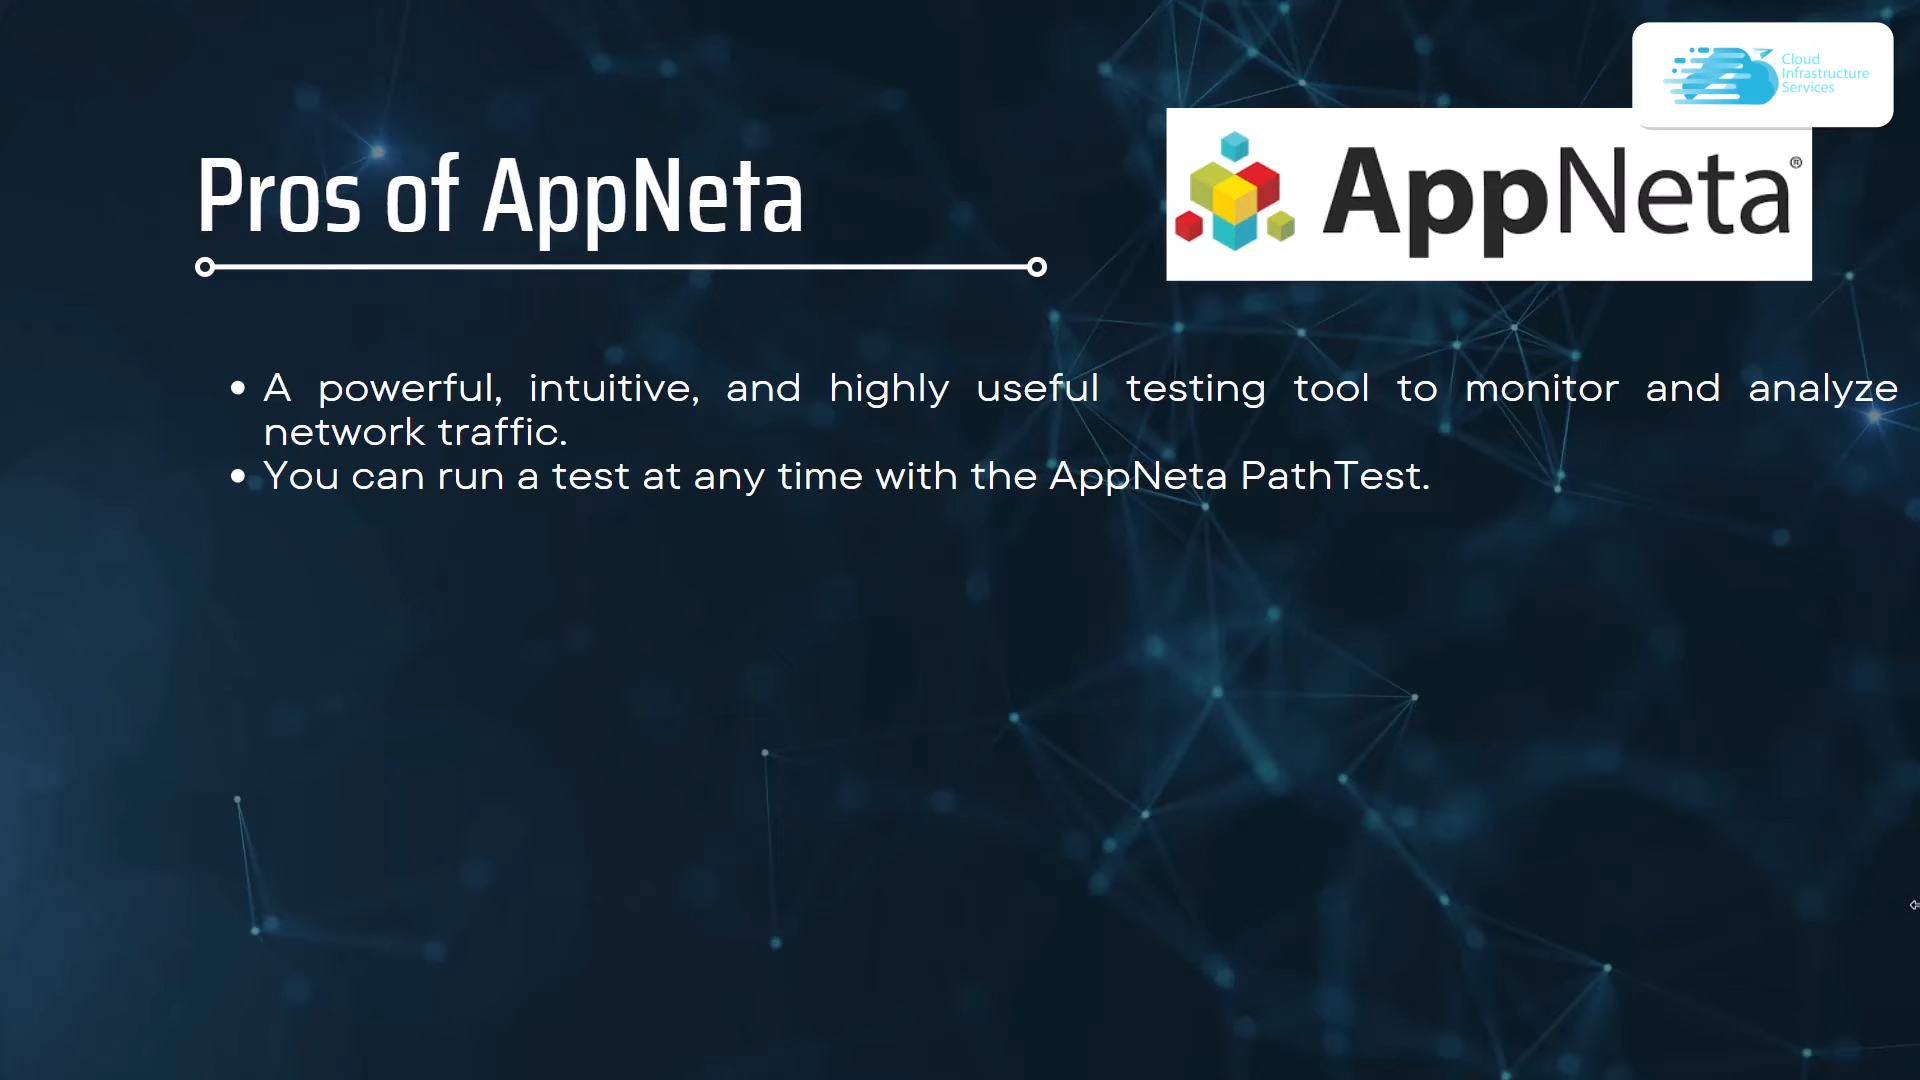 Cloud
Infrastructure
Services
Pros of AppNeta
AppNeta®
• A powerful, intuitive, and highly useful testing tool to monitor and analyze
network traffic.
• You can run a test at any time with the AppNeta PathTest.